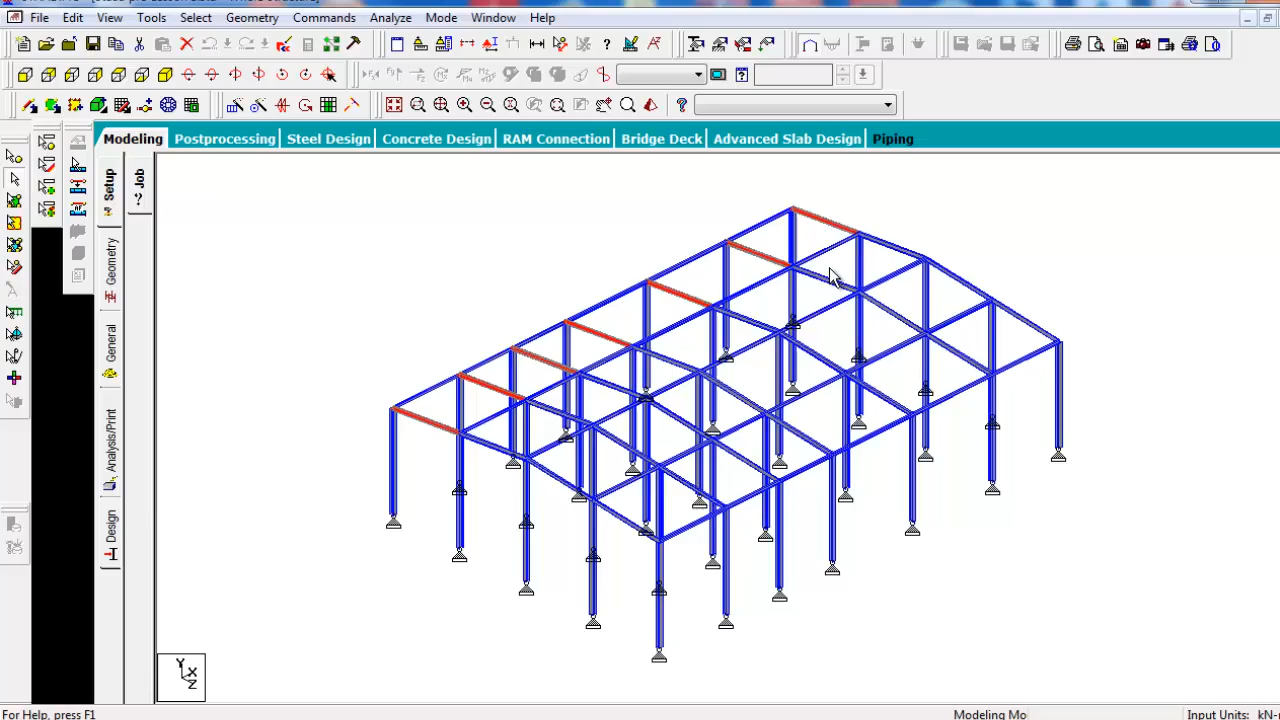 File Edit View Tools Select Geometry Commands Analyze Mode Window Help
Modeling Postprocessing Steel Design Concrete Design RAM Connection Bridge Deck Advanced Slab Design Piping
Setup
Job
Geometry
General
Analysis/Print
Design
Y
X
Z
For Help, press F1
Modeling Mo
Input Units: kN-